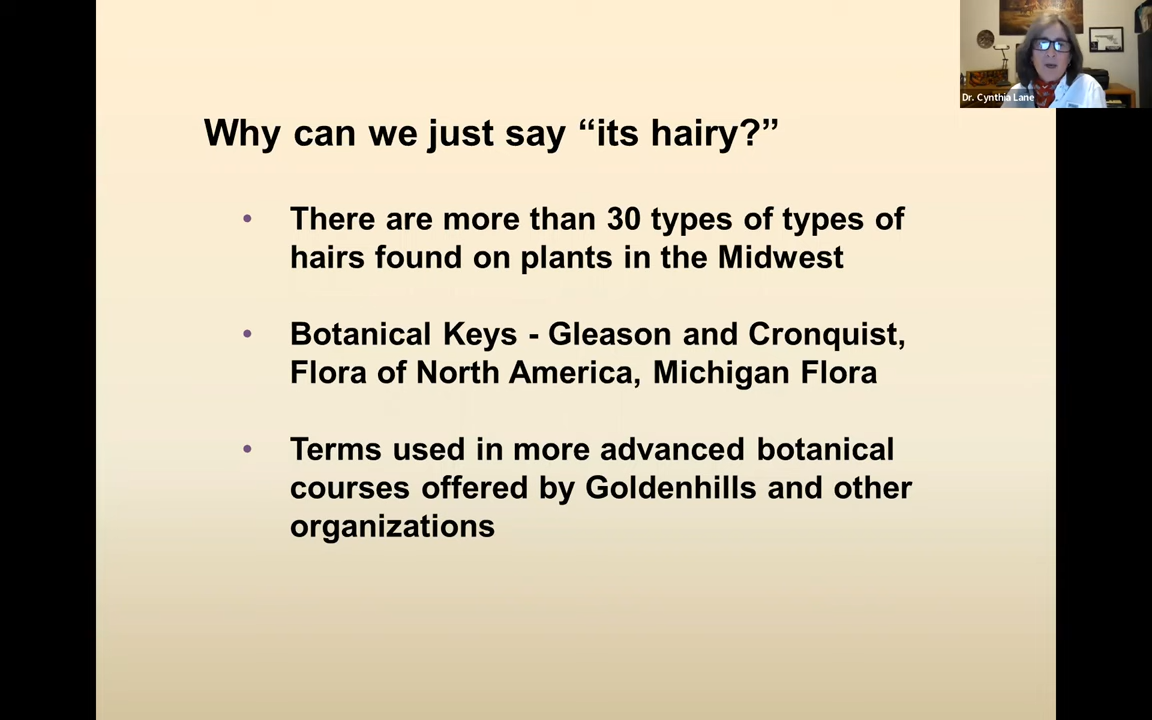 Why can we just say “its hairy?”
• There are more than 30 types of types of
hairs found on plants in the Midwest
• Botanical Keys - Gleason and Cronquist,
Flora of North America, Michigan Flora
• Terms used in more advanced botanical
courses offered by Goldenhills and other
organizations
Dr. Cynthia Lane